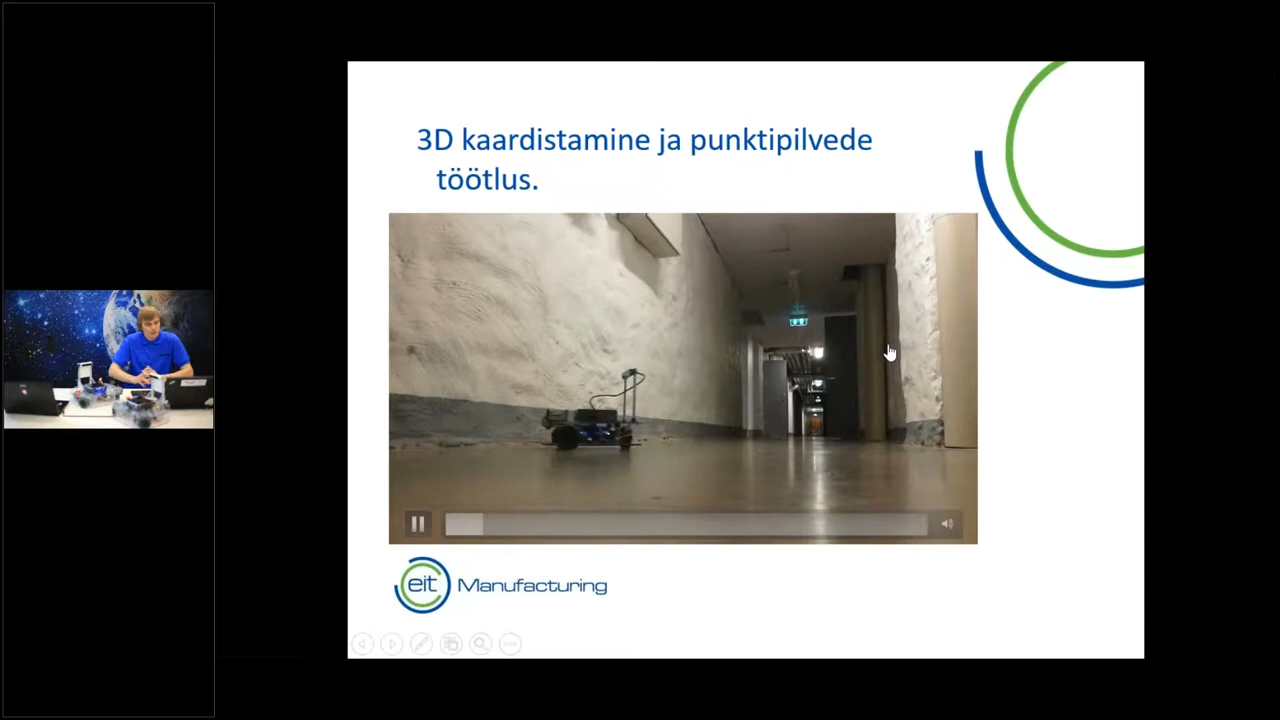 3D kaardistamine ja punktipilvede
töötlus.
eit Manufacturing